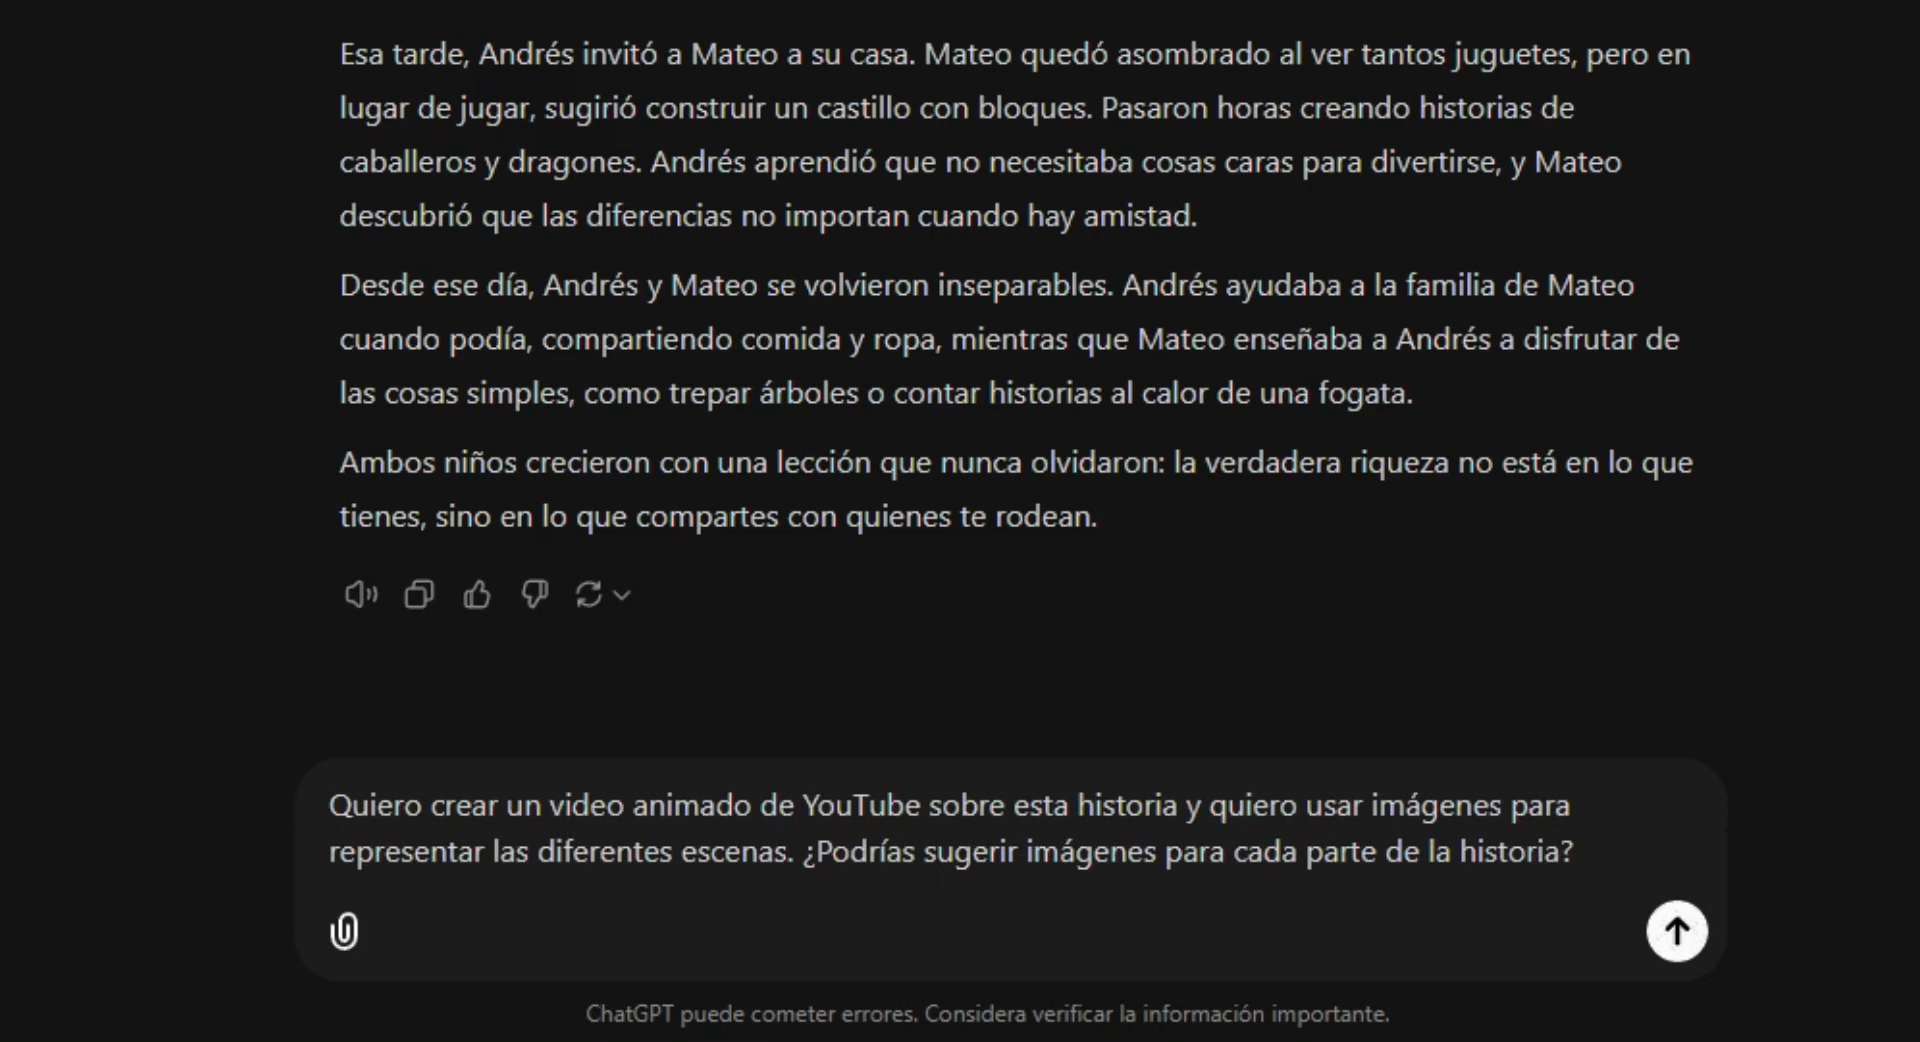 Esa tarde, Andrés invitó a Mateo a su casa. Mateo quedó asombrado al ver tantos juguetes, pero en
lugar de jugar, sugirió construir un castillo con bloques. Pasaron horas creando historias de
caballeros y dragones. Andrés aprendió que no necesitaba cosas caras para divertirse, y Mateo
descubrió que las diferencias no importan cuando hay amistad.
Desde ese día, Andrés y Mateo se volvieron inseparables. Andrés ayudaba a la familia de Mateo
cuando podía, compartiendo comida y ropa, mientras que Mateo enseñaba a Andrés a disfrutar de
las cosas simples, como trepar árboles o contar historias al calor de una fogata.
Ambos niños crecieron con una lección que nunca olvidaron: la verdadera riqueza no está en lo que
tienes, sino en lo que compartes con quienes te rodean.
Quiero crear un video animado de YouTube sobre esta historia y quiero usar imágenes para
representar las diferentes escenas. ¿Podrías sugerir imágenes para cada parte de la historia?
ChatGPT puede cometer errores. Considera verificar la información importante.